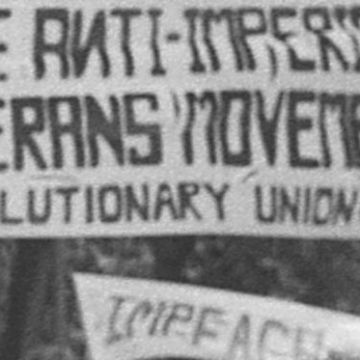 E ANTI-IMPERI
ERANS MOVEME
LUTIONARY UNION
IMPEACH